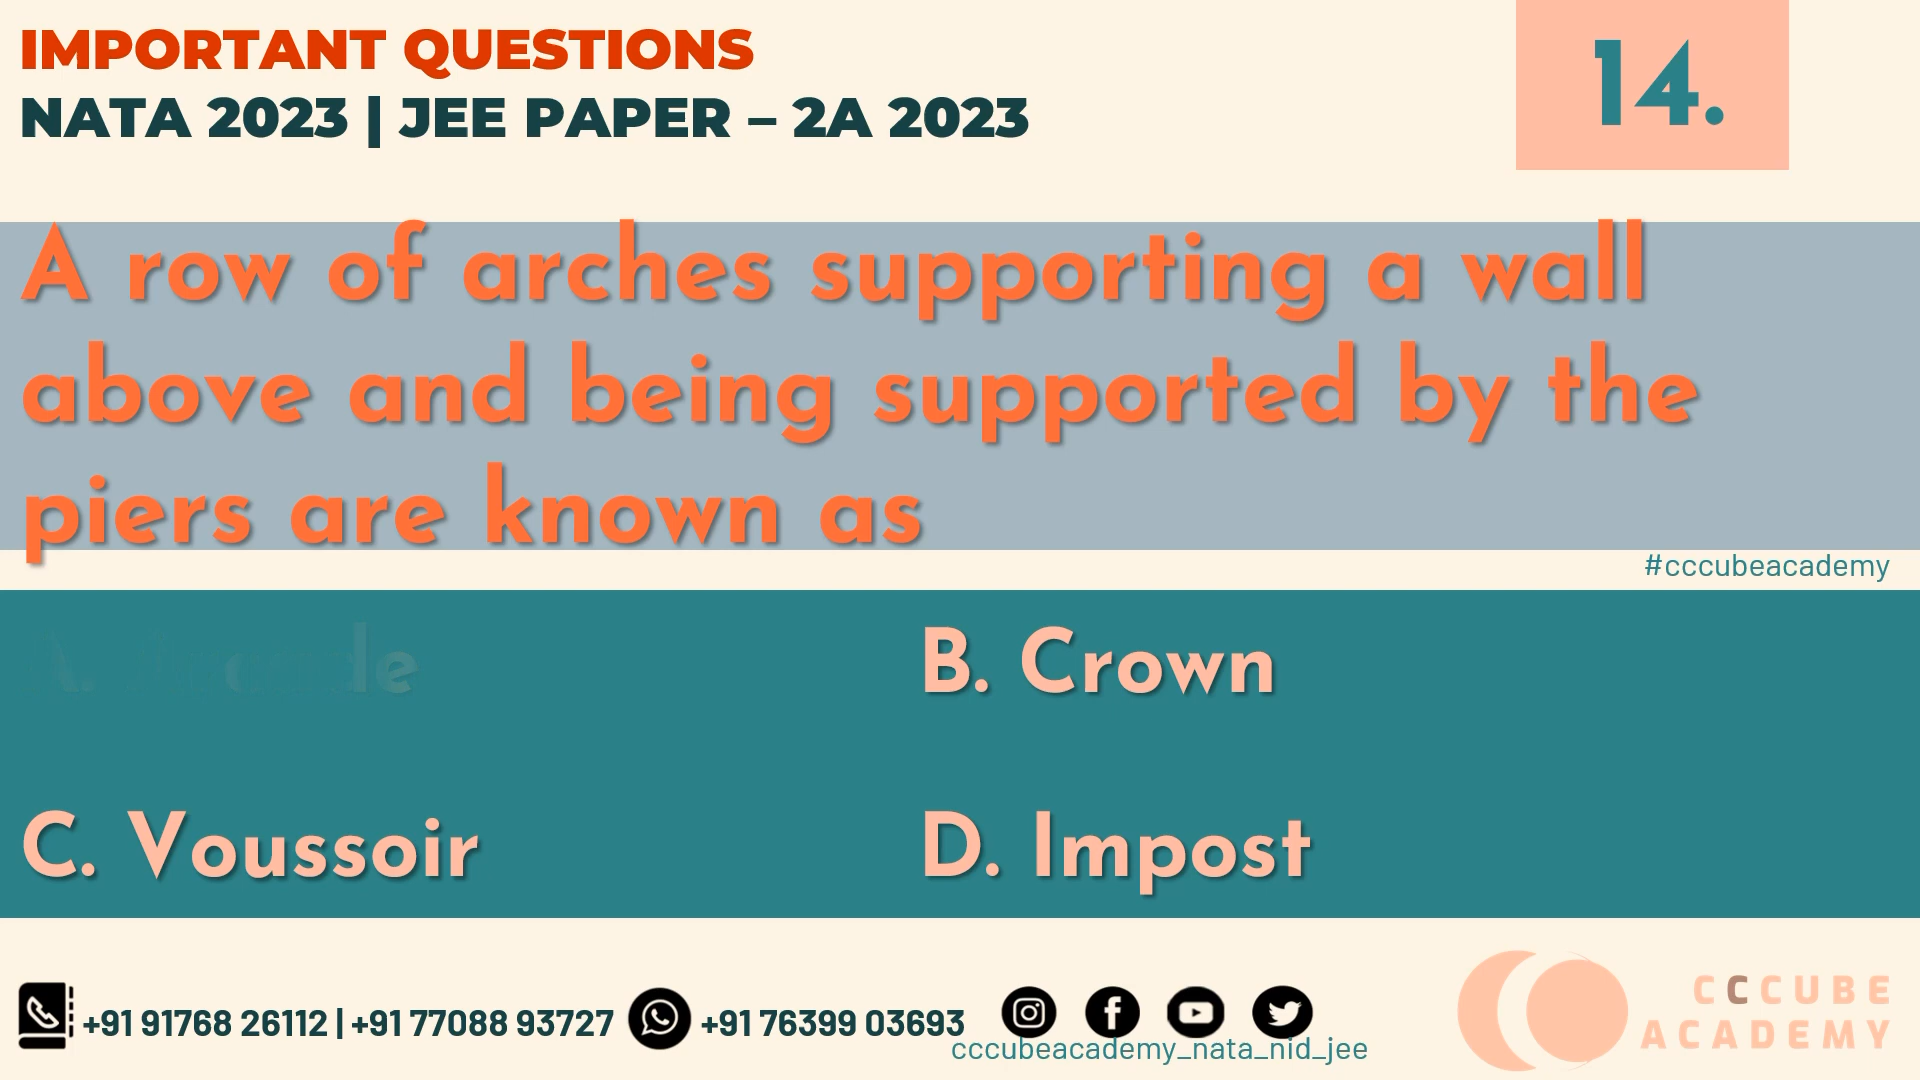 IMPORTANT QUESTIONS
NATA 2023 | JEE PAPER – 2A 2023
14.
A row of arches supporting a wall
above and being supported by the
piers are known as
#cccubeacademy
A.
B. Crown
C. Voussoir
D. Impost
+91 91768 26112 | +91 77088 93727
+91 76399 03693
cccubeacademy_nata_nid_jee
CCCUBE
ACADEMY